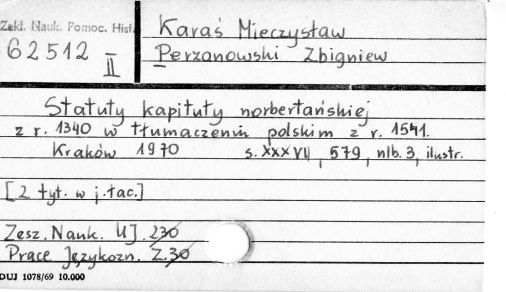 Zakł. Nauk. Pomoc. Hist.
62512 II
Karaś Mieczysław
Perzanowski Zbigniew
Statuty kapituły norbertańskiej
z r. 1340 w tłumaczeniu polskim z r. 1541.
Kraków 1970 s. XXXVII, 579, nlb. 3, ilustr.
[2 tyt. w j. łac.]
Zesz. Nauk. UJ. 230
Prace Językozn. Z. 30
DUJ 1078/69 10.000